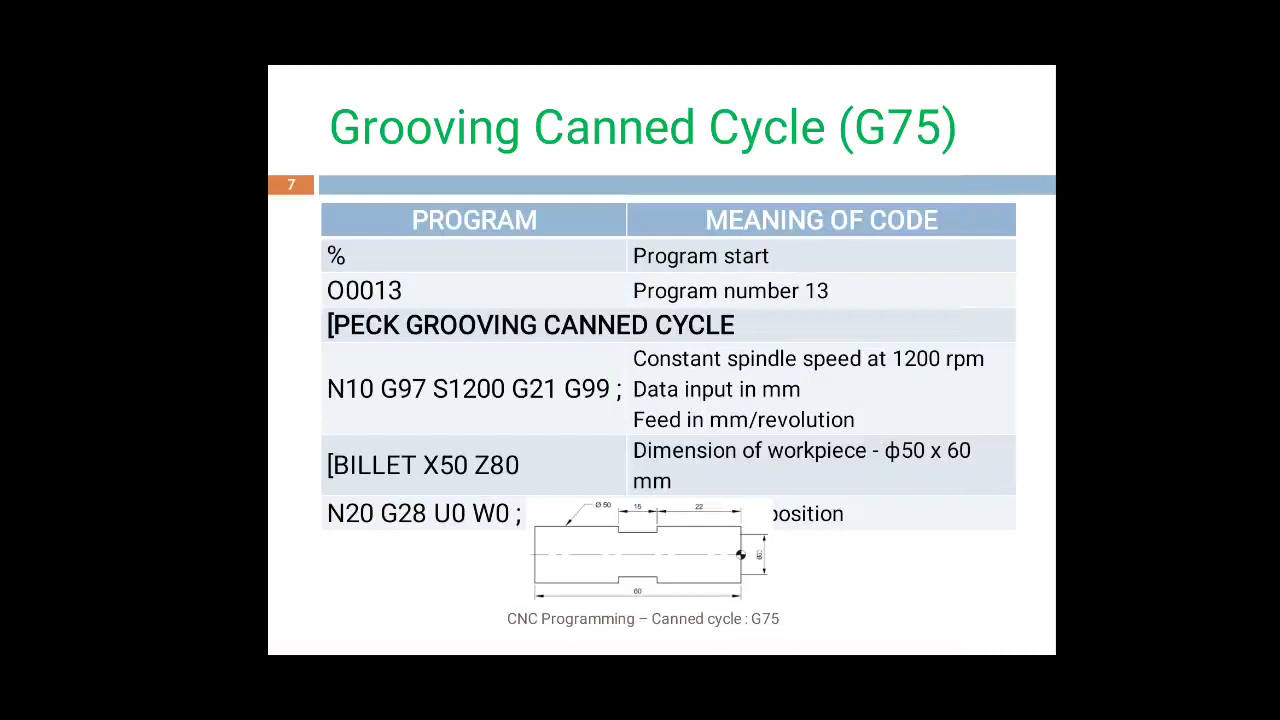 Grooving Canned Cycle (G75)
7
PROGRAM MEANING OF CODE
% Program start
O0013 Program number 13
[PECK GROOVING CANNED CYCLE
Constant spindle speed at 1200 rpm
N10 G97 S1200 G21 G99 ; Data input in mm
Feed in mm/revolution
[BILLET X50 Z80 Dimension of workpiece - ф50 x 60
mm
N20 G28 U0 W0 ; position
Ø 50 15 22
60
CNC Programming – Canned cycle : G75